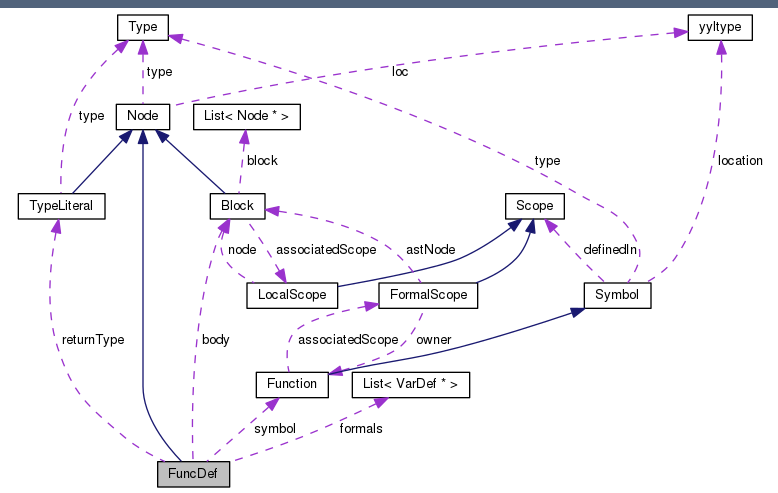 Type
yyltype
type
loc
type
Node
List< Node * >
block
type
location
TypeLiteral
Block
Scope
node
associatedScope
astNode
definedIn
LocalScope
FormalScope
Symbol
returnType
body
associatedScope
owner
Function
List< VarDef * >
symbol
formals
FuncDef